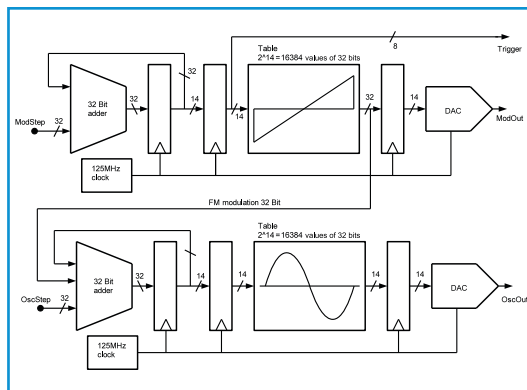 8
Trigger
Table
2^14 = 16384 values of 32 bits
32
32 Bit
adder
32
14
14
32
14
DAC
ModOut
ModStep
32
125MHz
clock
FM modulation 32 Bit
Table
2^14 = 16384 values of 32 bits
32 Bit
adder
32
14
14
14
14
DAC
OscOut
OscStep
32
125MHz
clock